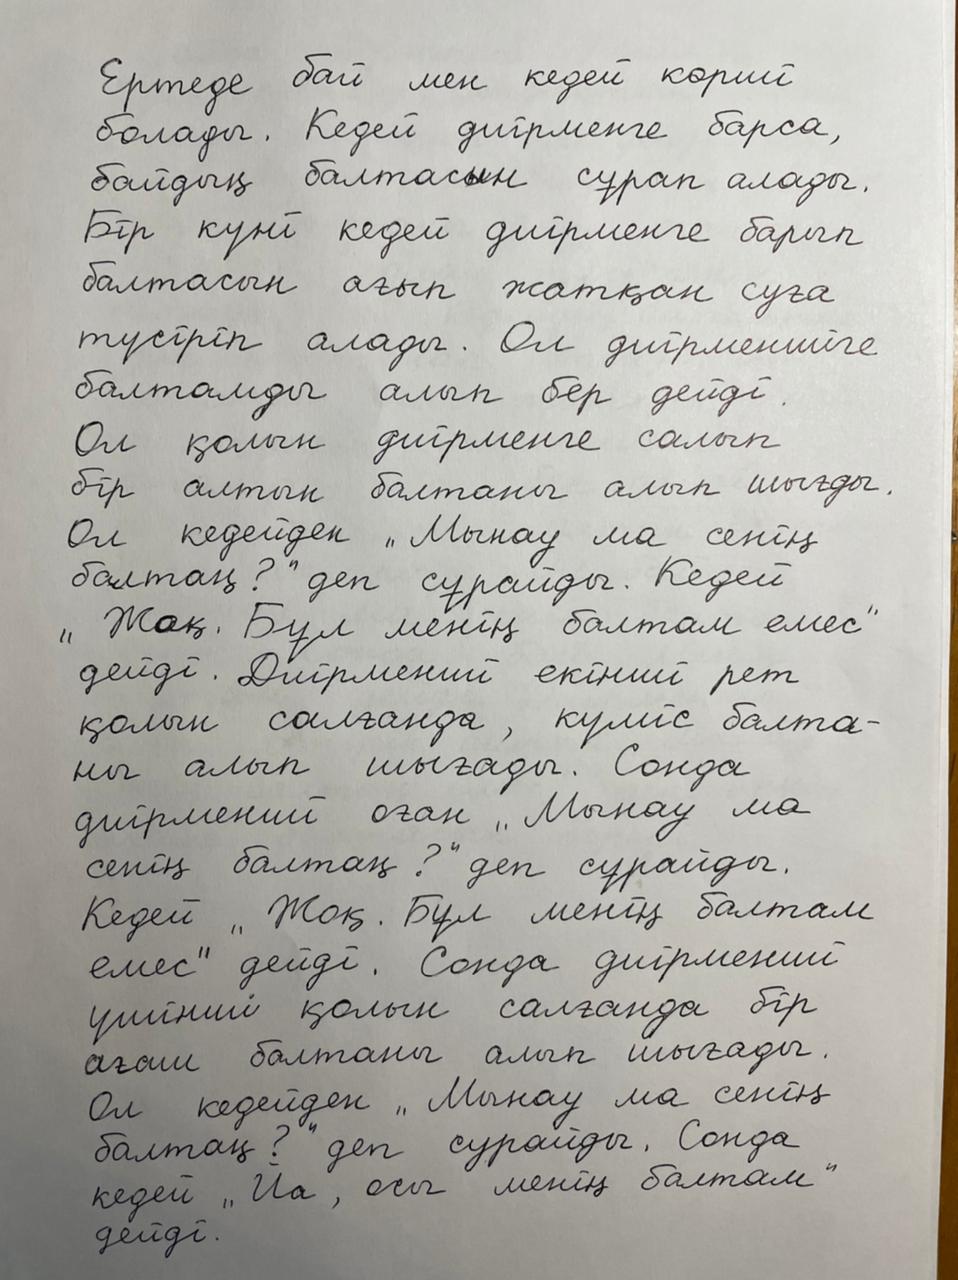 Ертеде бай мен кедей көрші
болады. Кедей диірменге барса,
байдың балтасын сұрап алады.
Бір күні кедей диірменге барып
балтасын ағып жатқан суға
түсіріп алады. Ол диірменшіге
балтамды алып бер дейді.
Ол қолын диірменге салып
бір алтын балтаны алып шығды.
Ол кедейден „Мынау ма сенің
балтаң?" деп сұрайды. Кедей
„Жоқ. Бұл менің балтам емес"
дейді. Диірменші екінші рет
қолын салғанда, күміс балта-
ны алып шығады. Сонда
диірменші оған „Мынау ма
сенің балтаң?" деп сұрайды.
Кедей „Жоқ. Бұл менің балтам
емес" дейді. Сонда диірменші
үшінші қолын салғанда бір
ағаш балтаны алып шығады.
Ол кедейден „Мынау ма сенің
балтаң?" деп сұрайды. Сонда
кедей „Йа, осы менің балтам"
дейді.